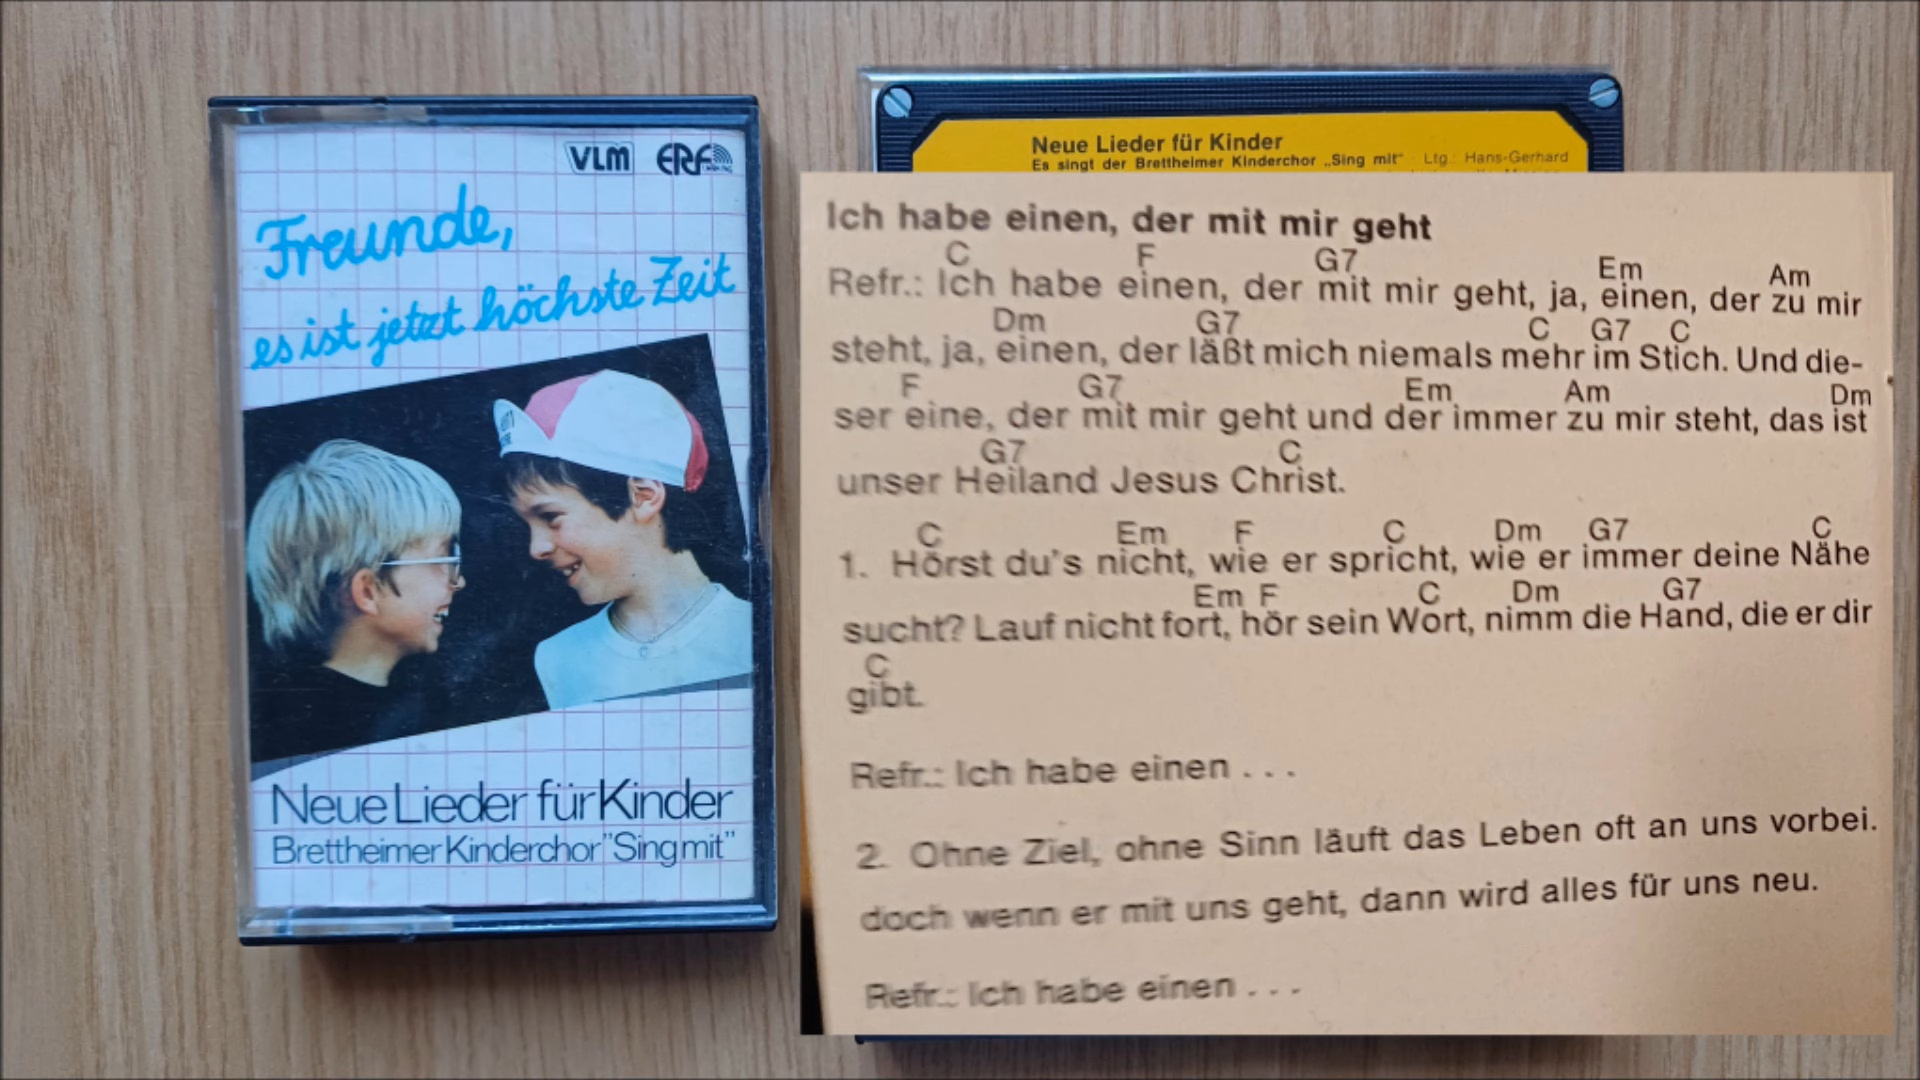 VLM ERF
Freunde,
es ist jetzt höchste Zeit
Neue Lieder für Kinder
Brettheimer Kinderchor "Sing mit"
Neue Lieder für Kinder
Es singt der Brettheimer Kinderchor „Sing mit“ · Ltg.: Hans-Gerhard
Ich habe einen, der mit mir geht
C F G7 Em Am
Refr.: Ich habe einen, der mit mir geht, ja, einen, der zu mir
Dm G7 C G7 C
steht, ja, einen, der läßt mich niemals mehr im Stich. Und die-
F G7 Em Am Dm
ser eine, der mit mir geht und der immer zu mir steht, das ist
G7 C
unser Heiland Jesus Christ.
C Em F C Dm G7 C
1. Hörst du's nicht, wie er spricht, wie er immer deine Nähe
Em F C Dm G7
sucht? Lauf nicht fort, hör sein Wort, nimm die Hand, die er dir
C
gibt.
Refr.: Ich habe einen . . .
2. Ohne Ziel, ohne Sinn läuft das Leben oft an uns vorbei.
doch wenn er mit uns geht, dann wird alles für uns neu.
Refr.: Ich habe einen . . .